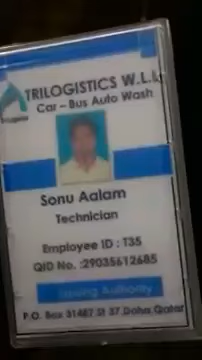 TRILOGISTICS W.L.L
Car - Bus Auto Wash
Sonu Aalam
Technician
Employee ID : T35
QID No. :29035612685
Issuing Authority
P.O. Box 31487 St 37, Doha, Qatar